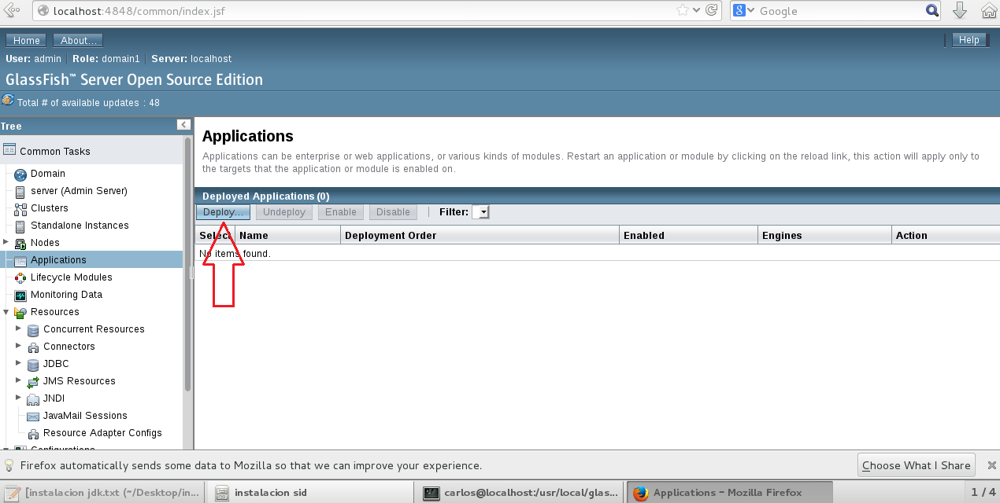 localhost:4848/common/index.jsf
Google
Home About...
Help
User: admin Role: domain1 Server: localhost
GlassFish™ Server Open Source Edition
Total # of available updates : 48
Tree
Common Tasks
Domain
server (Admin Server)
Clusters
Standalone Instances
Nodes
Applications
Lifecycle Modules
Monitoring Data
Resources
Concurrent Resources
Connectors
JDBC
JMS Resources
JNDI
JavaMail Sessions
Resource Adapter Configs
Configurations
Applications
Applications can be enterprise or web applications, or various kinds of modules. Restart an application or module by clicking on the reload link, this action will apply only to
the targets that the application or module is enabled on.
Deployed Applications (0)
Deploy... Undeploy Enable Disable Filter:
Select Name Deployment Order Enabled Engines Action
No items found.
Firefox automatically sends some data to Mozilla so that we can improve your experience.
Choose What I Share
[instalacion jdk.txt (~/Desktop/in... instalacion sid carlos@localhost:/usr/local/glas... Applications - Mozilla Firefox 1 / 4